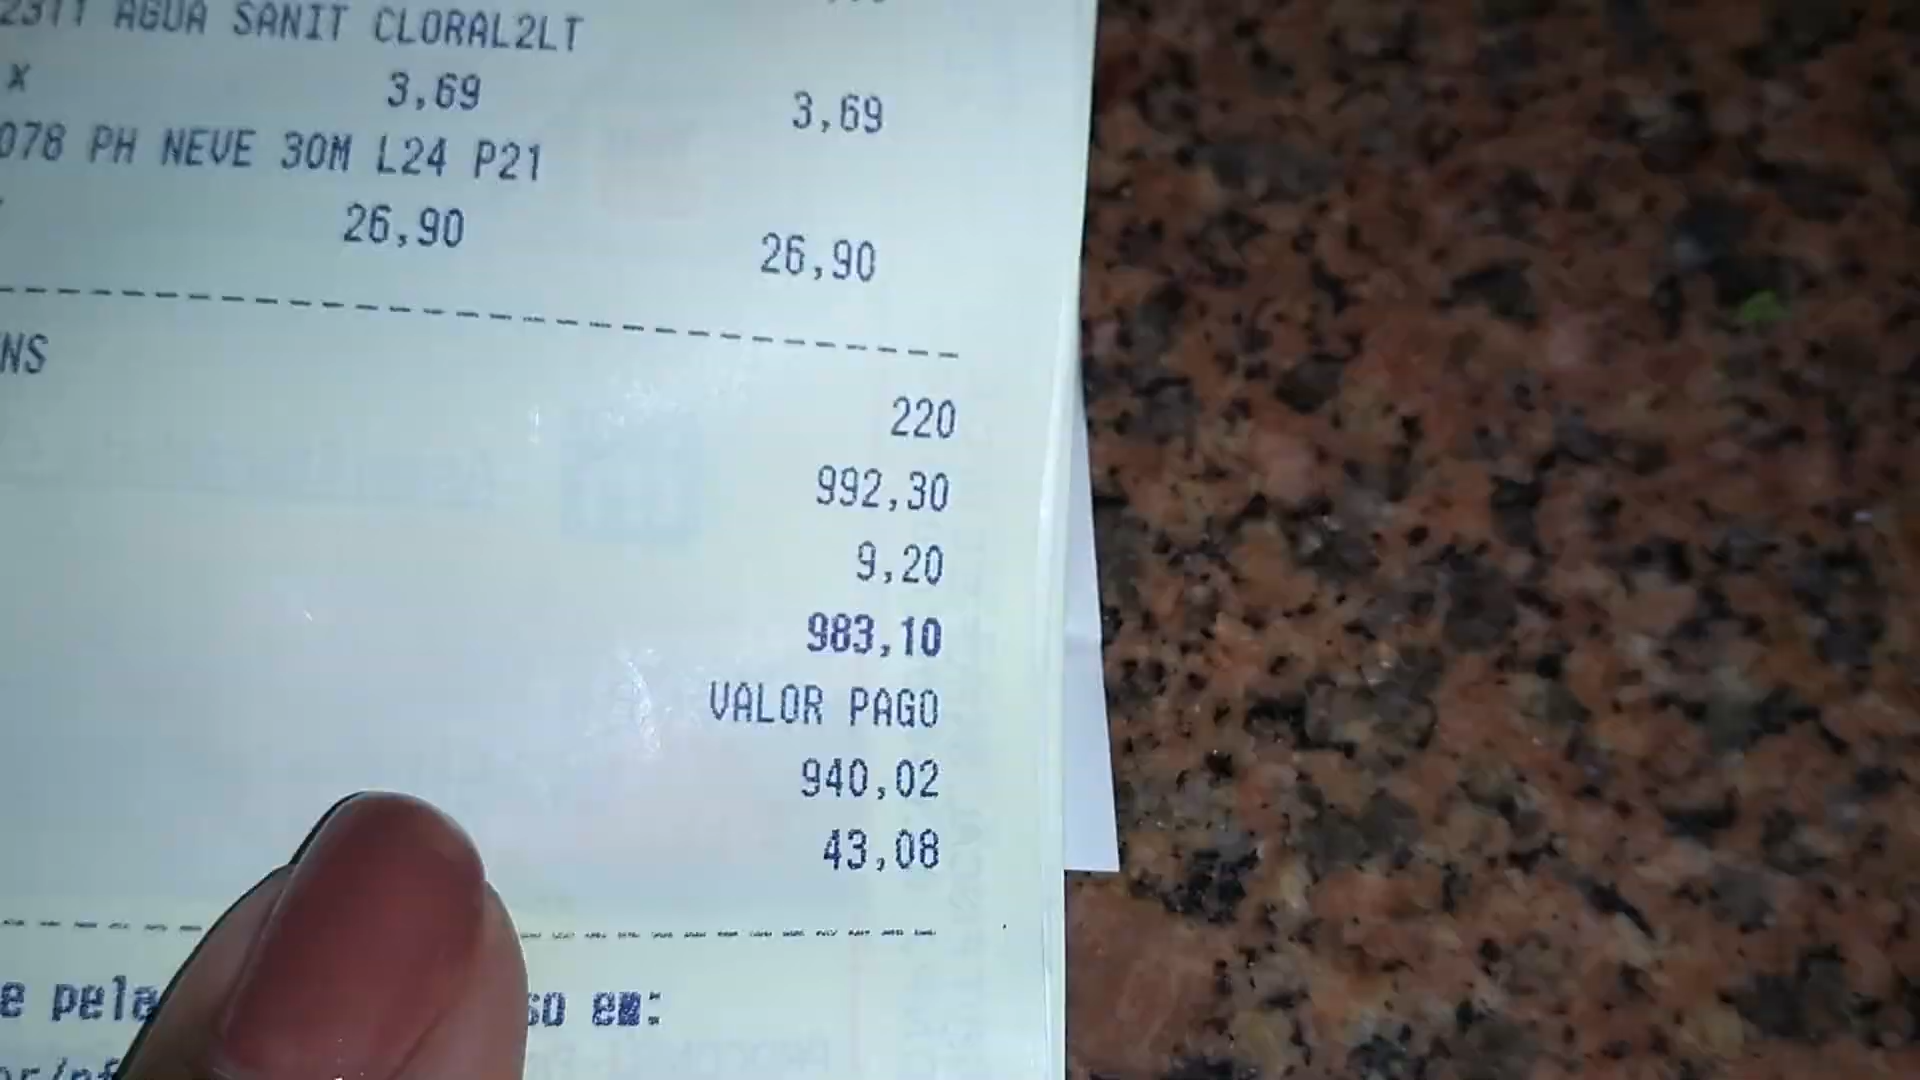 2311 AGUA SANIT CLORAL2LT
X 3,69 3,69
078 PH NEVE 30M L24 P21
26,90 26,90
NS
220
992,30
9,20
983,10
VALOR PAGO
940,02
43,08
e pela so em: